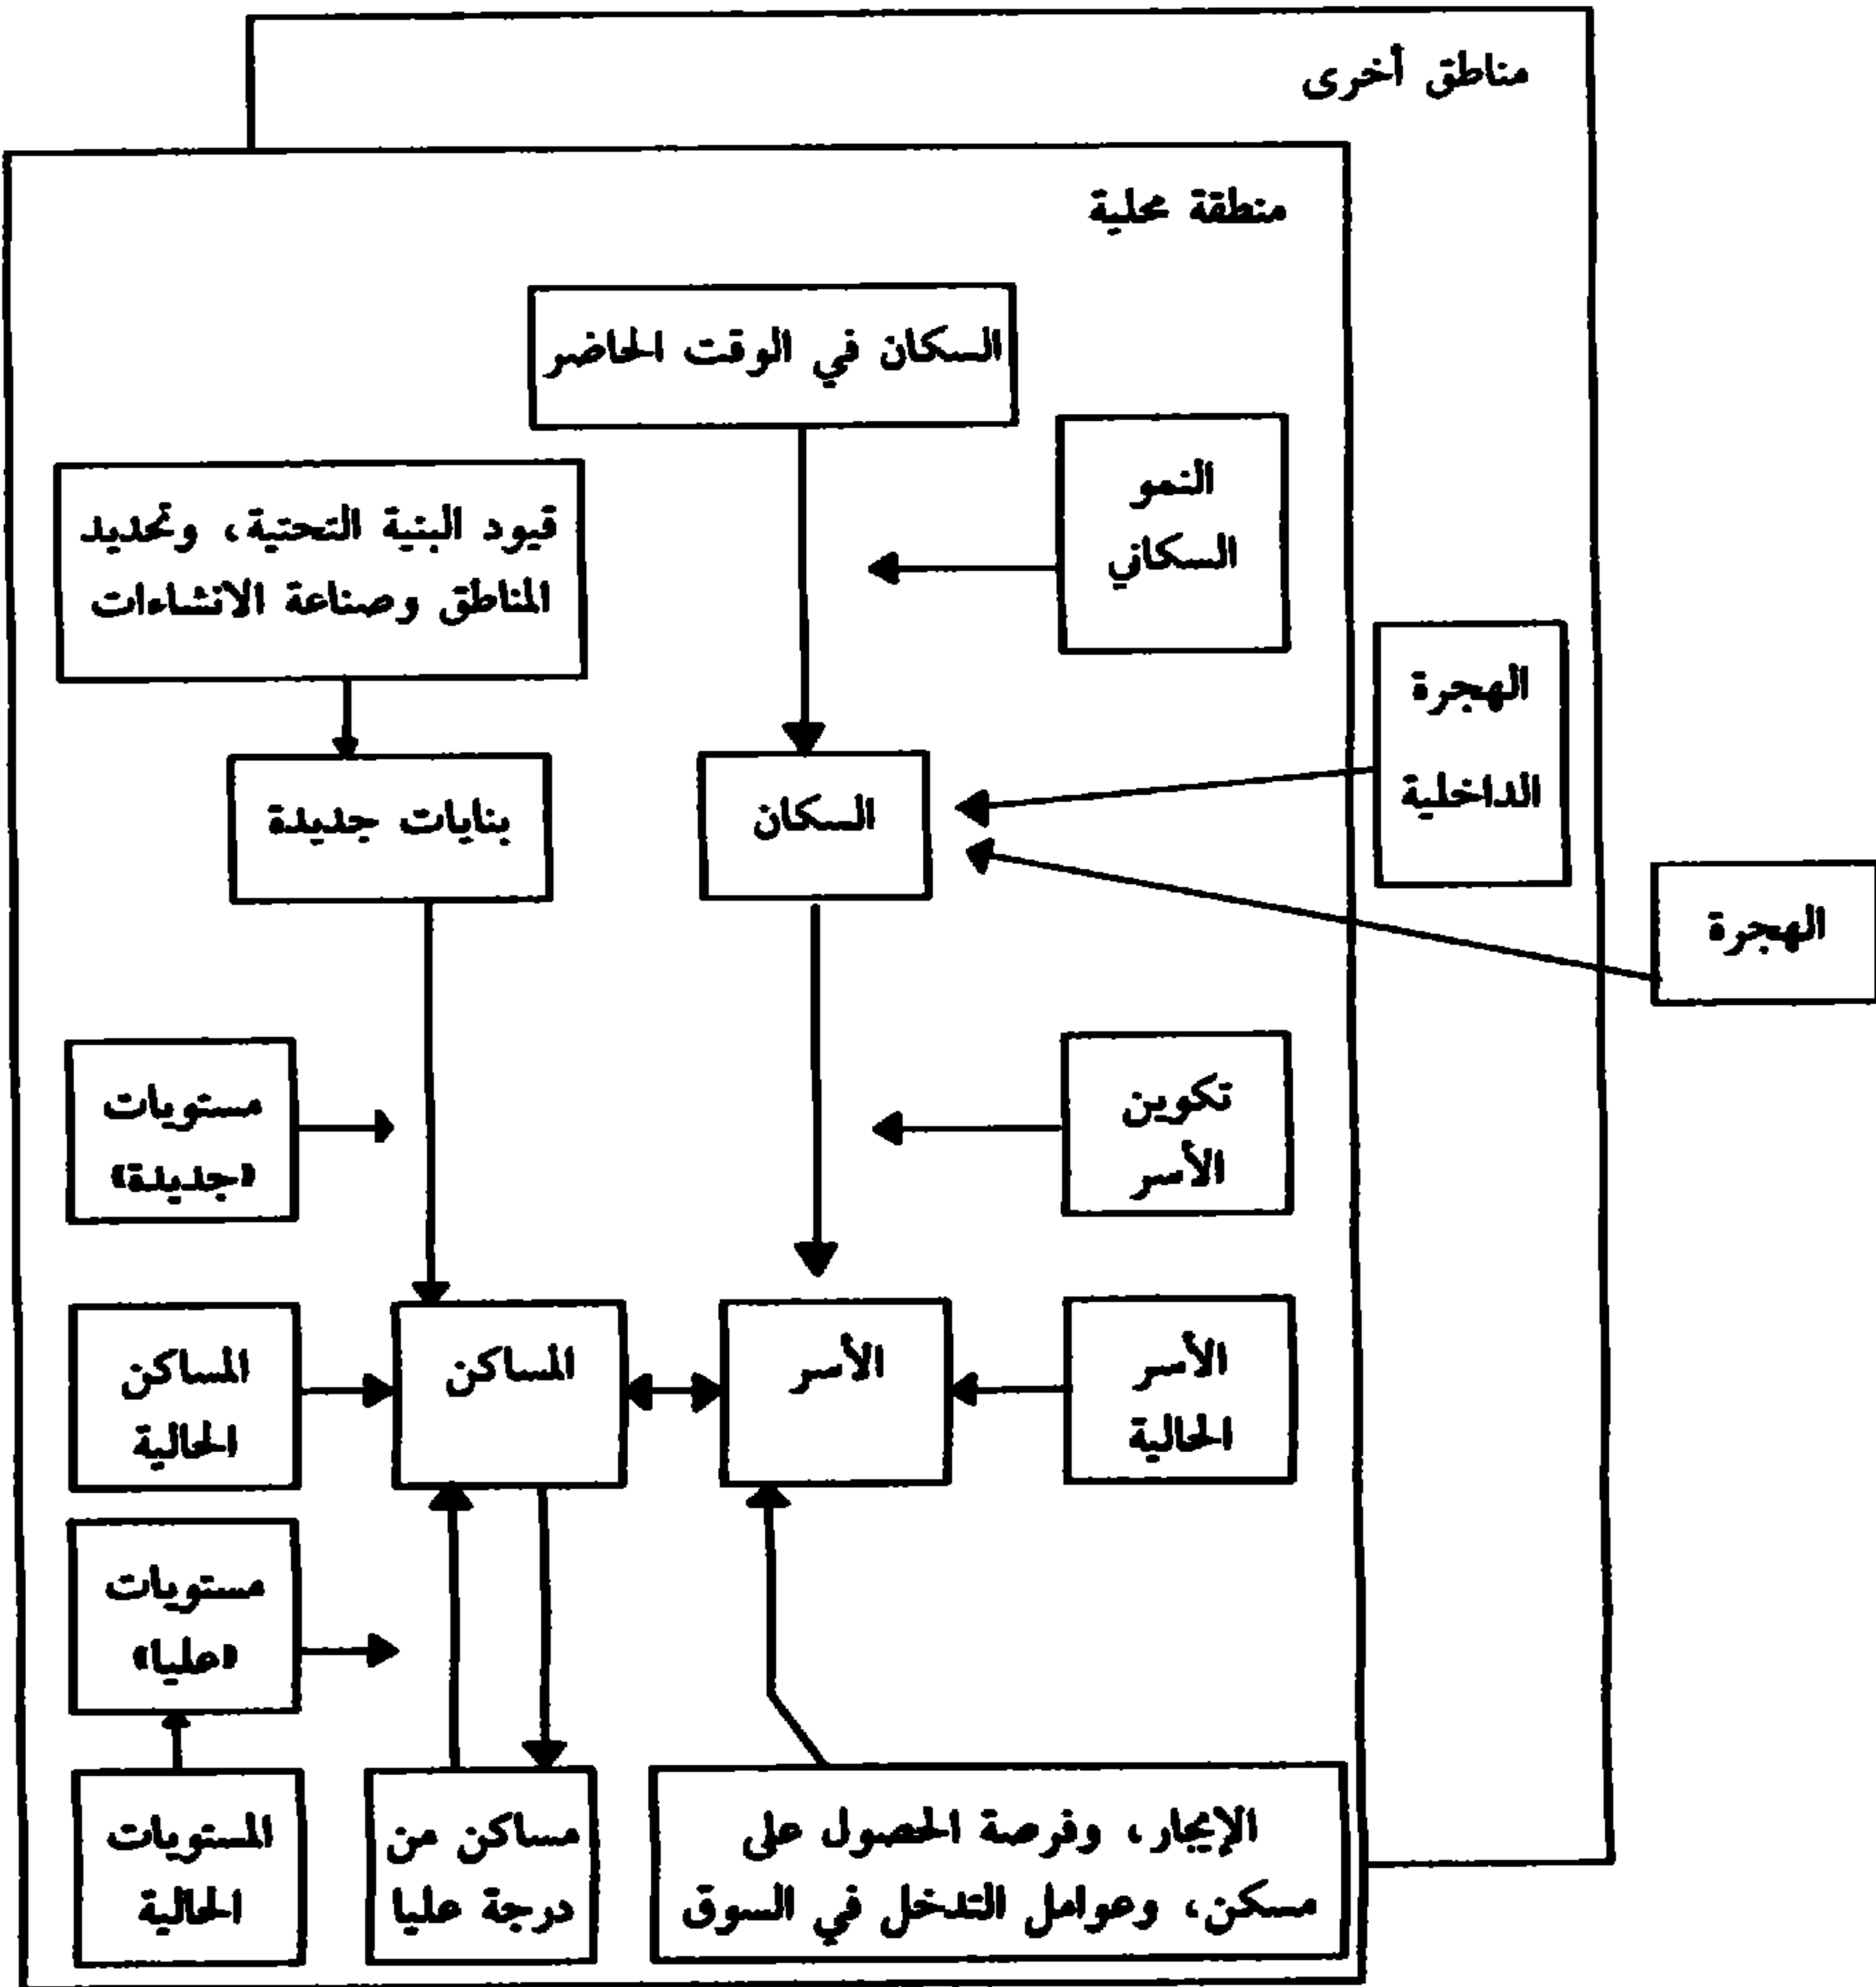 مناطق أخرى
منطقة محلية
السكان في الوقت الحاضر
النمو
السكاني
قيود البنية التحتية، وتحديد
المناطق وصناعة الانشاءات
الهجرة
الداخلية
السكان
بنايات جديدة
الهجرة
تكوين
الأسر
مستويات
«جديدة»
الأسر
الحالية
الأسر
المساكن
المساكن
الحالية
مستويات
«عليا»
الإيجار، وفرصة الحصول على
مسكن، وعوامل التدخل في السوق
مساكن من
درجة عليا
المستويات
الحالية